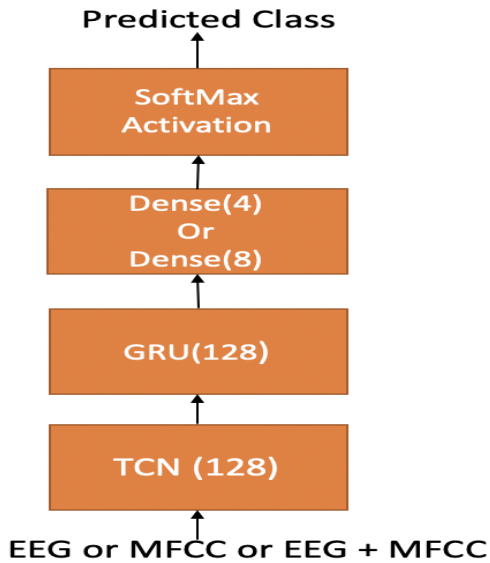 Predicted Class
SoftMax
Activation
Dense(4)
Or
Dense(8)
GRU(128)
TCN (128)
EEG or MFCC or EEG + MFCC